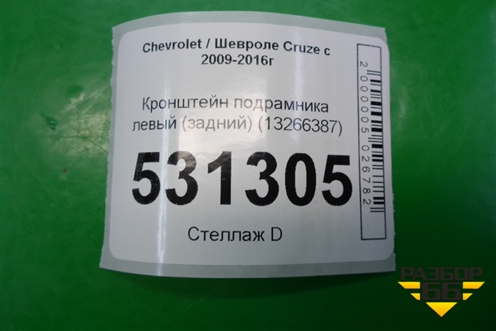 Chevrolet / Шевроле Cruze с
2009-2016г
Кронштейн подрамника
левый (задний) (13266387)
531305
Стеллаж D
2000005026782
РАЗБОР
66